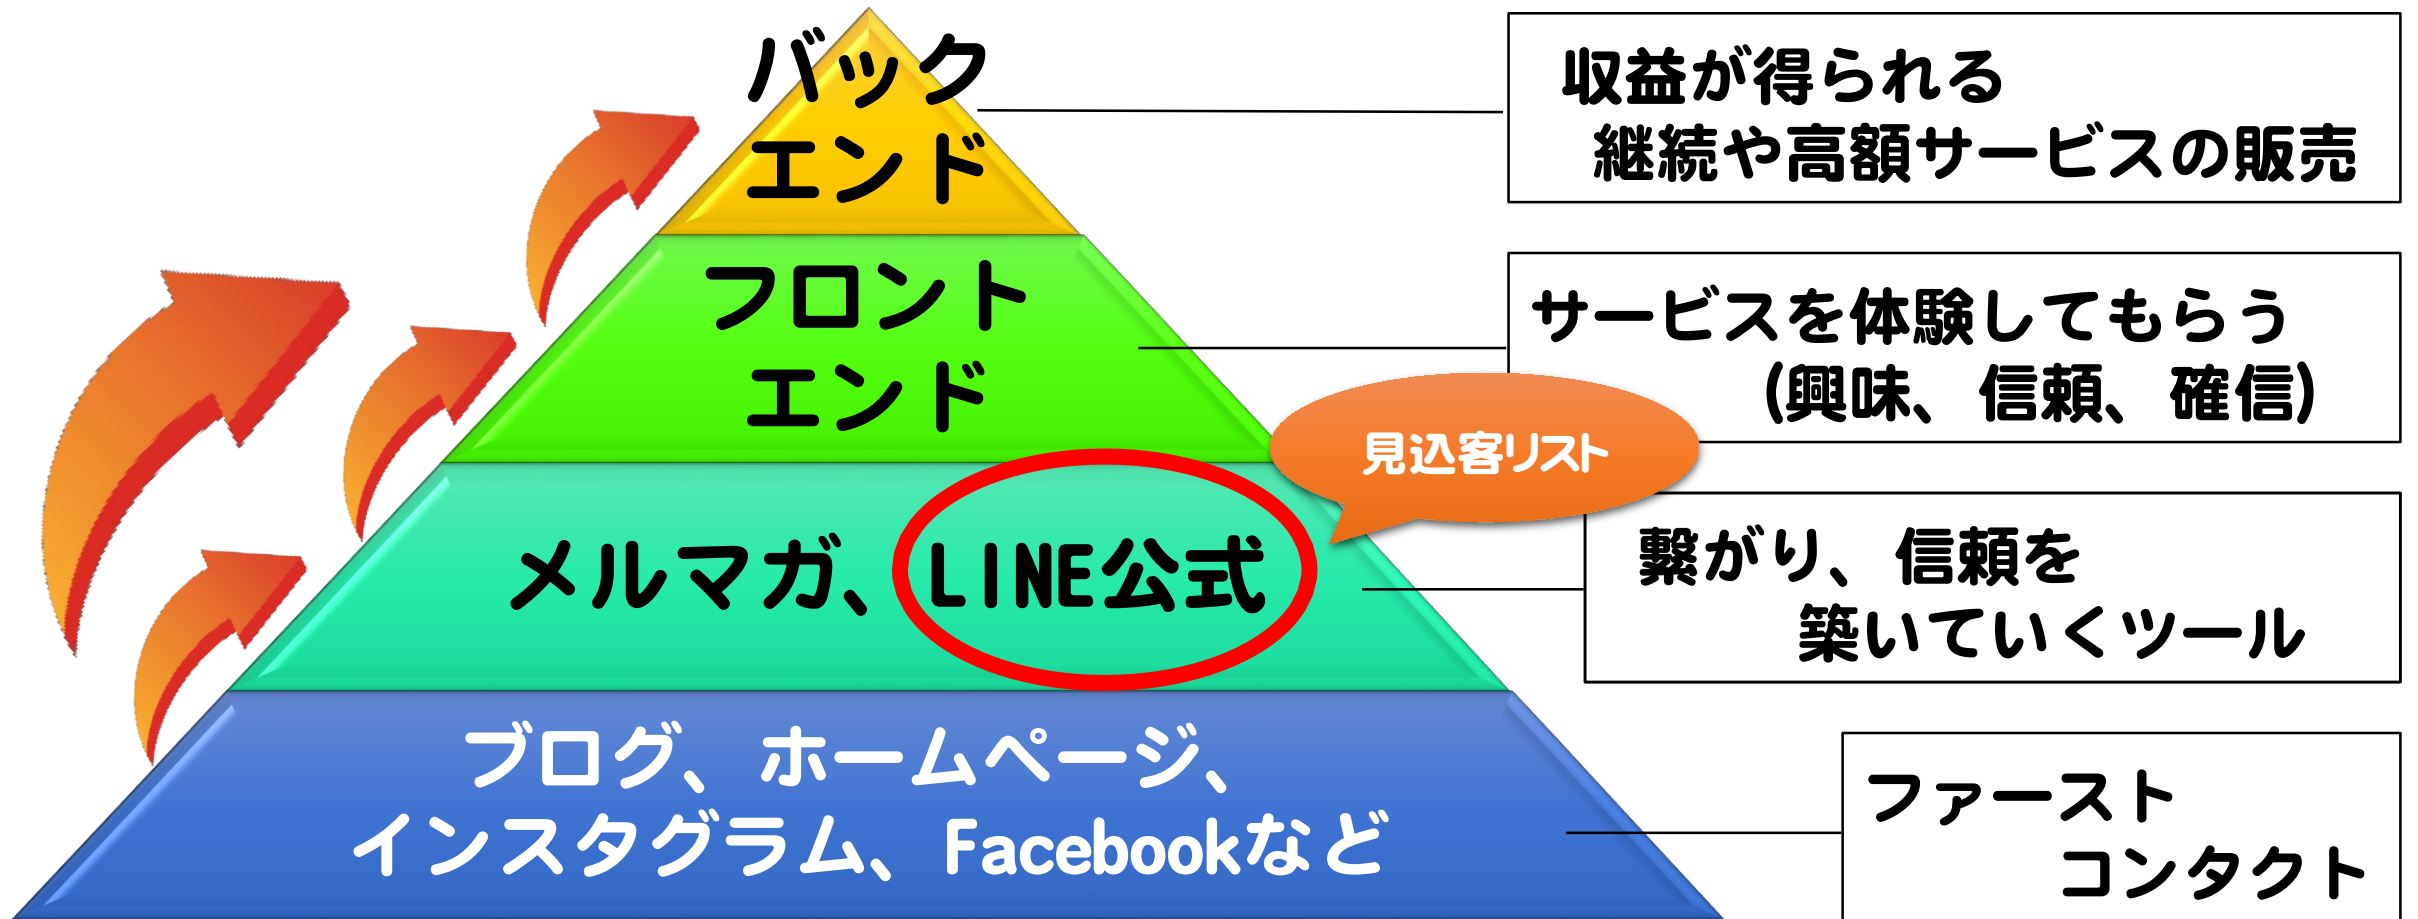 バック
エンド
収益が得られる
継続や高額サービスの販売
フロント
エンド
サービスを体験してもらう
(興味、信頼、確信)
見込客リスト
メルマガ、LINE公式
繋がり、信頼を
築いていくツール
ブログ、ホームページ、
インスタグラム、Facebookなど
ファースト
コンタクト